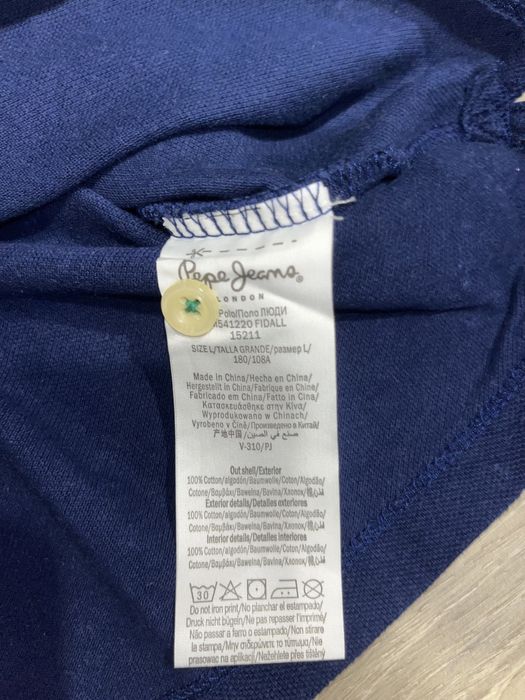 Pepe Jeans
LONDON
Polo/Поло ЛЮДИ
M541220 FIDALL
15211
SIZE L/TALLA GRANDE/размер L/
180/108A
Made in China/Hecho en China/
Hergestellt in China/Fabriqué en Chine/
Fabricado em China/Fatto in Cina/
Κατασκευάσθηκε στην Κίνα/
Wyprodukowano w Chinach/
Vyrobeno v Číně/Произведено в Китай/
产地中国/صنع في الصين/
V-310/PJ
Out shell/Exterior
100% Cotton/algodón/Baumwolle/Coton/Algodão/
Cotone/Βαμβάκι/Bawełna/Bavlna/Хлопок/棉/قطن
Exterior details/Detalles exteriores
100% Cotton/algodón/Baumwolle/Coton/Algodão/
Cotone/Βαμβάκι/Bawełna/Bavlna/Хлопок/棉/قطن
Interior details/Detalles interiores
100% Cotton/algodón/Baumwolle/Coton/Algodão/
Cotone/Βαμβάκι/Bawełna/Bavlna/Хлопок/棉/قطن
30
Do not iron print/No planchar el estampado/
Druck nicht bügeln/Ne pas repasser l'imprimé/
Não passar a ferro o estampado/Non stirare
la stampa/Μην σιδερώνετε το τύπωμα/Nie
prasować na aplikacji/Nežehlit přes potištění/